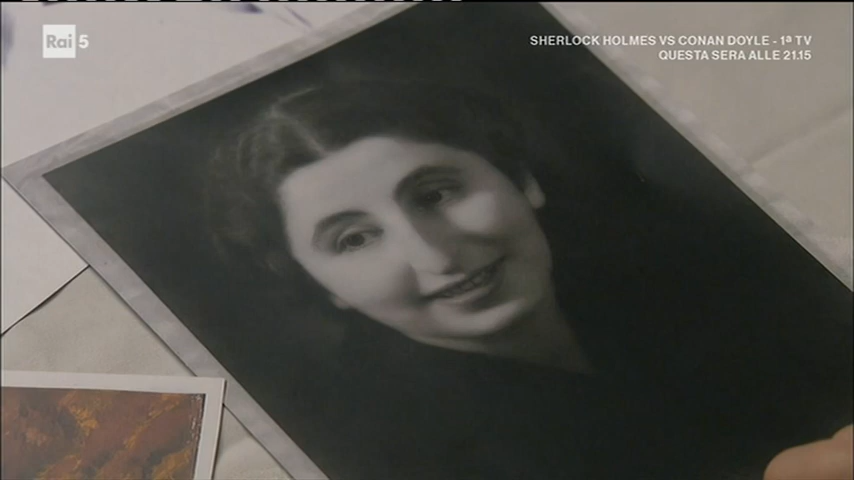 Rai 5
SHERLOCK HOLMES VS CONAN DOYLE - 1ª TV
QUESTA SERA ALLE 21.15